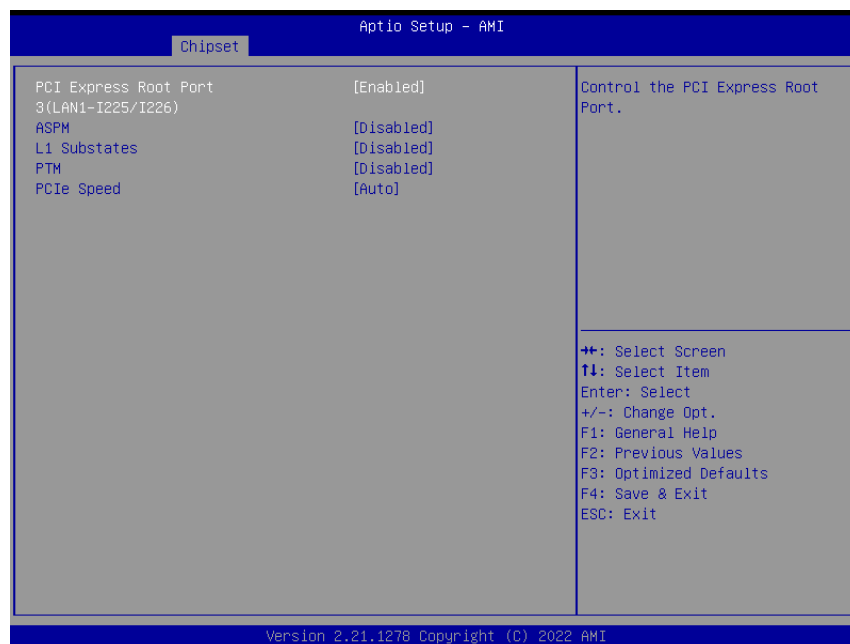 Aptio Setup – AMI
Chipset
PCI Express Root Port [Enabled]
3(LAN1-I225/I226)
ASPM [Disabled]
L1 Substates [Disabled]
PTM [Disabled]
PCIe Speed [Auto]
Control the PCI Express Root
Port.
→←: Select Screen
↑↓: Select Item
Enter: Select
+/-: Change Opt.
F1: General Help
F2: Previous Values
F3: Optimized Defaults
F4: Save & Exit
ESC: Exit
Version 2.21.1278 Copyright (C) 2022 AMI